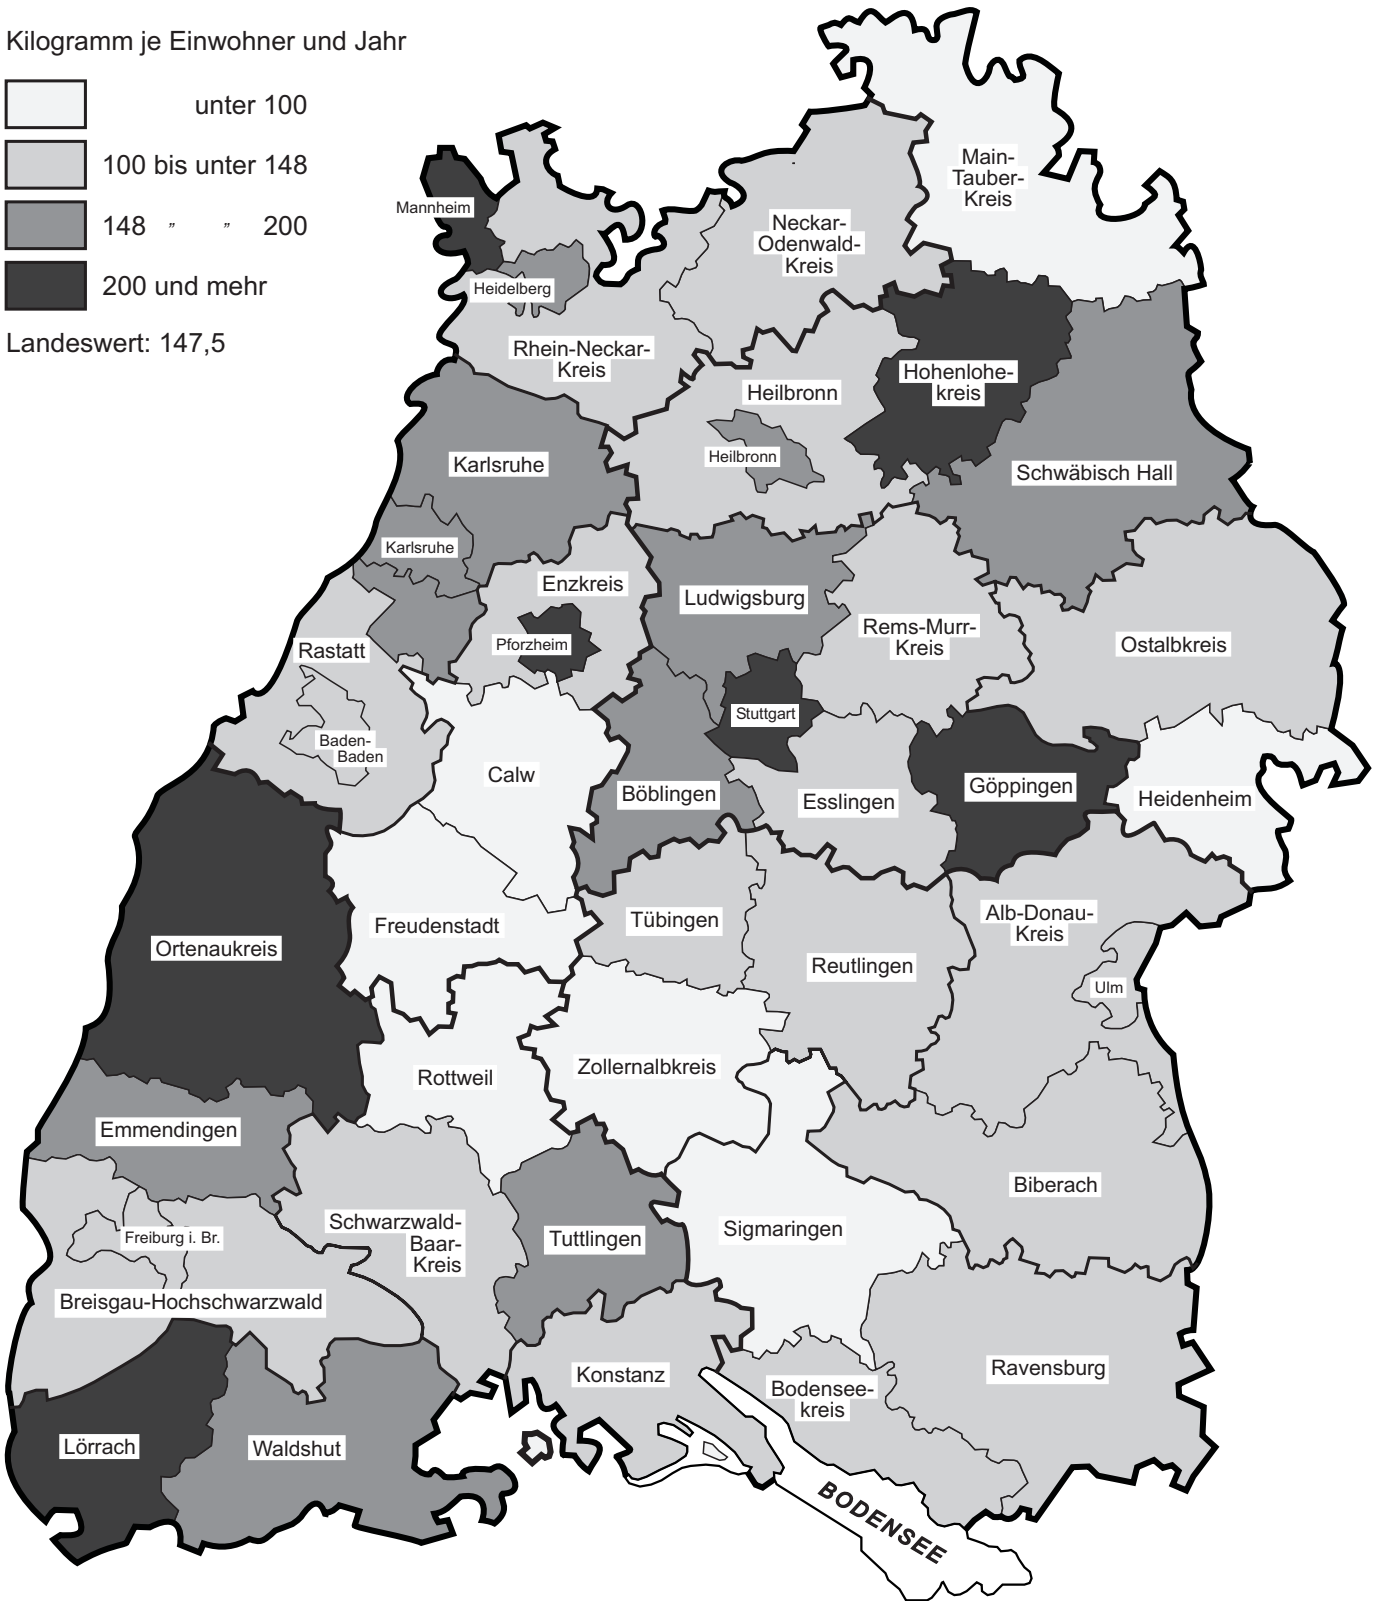 Kilogramm je Einwohner und Jahr
unter 100
100 bis unter 148
148 " " 200
200 und mehr
Landeswert: 147,5
Main-
Tauber-
Kreis
Mannheim
Neckar-
Odenwald-
Kreis
Heidelberg
Rhein-Neckar-
Kreis
Hohenlohe-
kreis
Heilbronn
Heilbronn
Karlsruhe
Schwäbisch Hall
Karlsruhe
Enzkreis
Ludwigsburg
Rems-Murr-
Kreis
Ostalbkreis
Pforzheim
Rastatt
Stuttgart
Baden-
Baden
Calw
Böblingen
Esslingen
Göppingen
Heidenheim
Freudenstadt
Tübingen
Alb-Donau-
Kreis
Ortenaukreis
Reutlingen
Ulm
Rottweil
Zollernalbkreis
Emmendingen
Biberach
Schwarzwald-
Baar-
Kreis
Sigmaringen
Freiburg i. Br.
Tuttlingen
Breisgau-Hochschwarzwald
Konstanz
Ravensburg
Bodensee-
kreis
Lörrach
Waldshut
BODENSEE